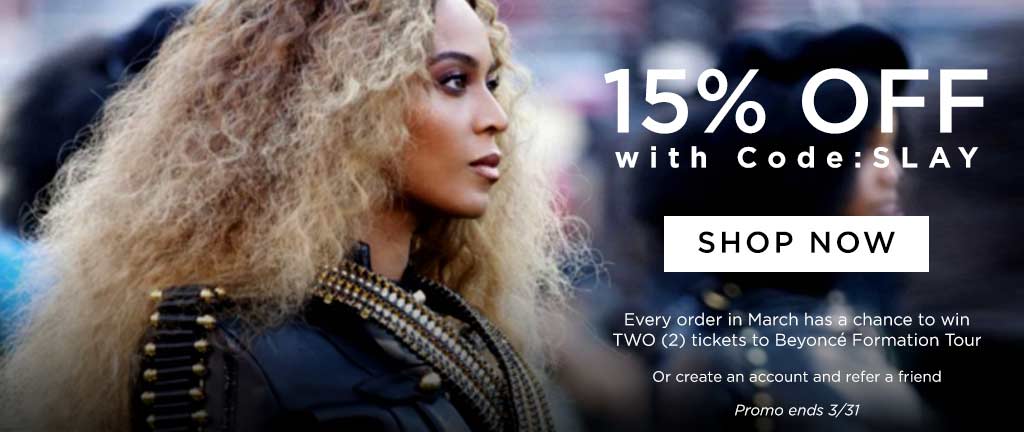 15% OFF
with Code:SLAY
SHOP NOW
Every order in March has a chance to win
TWO (2) tickets to Beyoncé Formation Tour
Or create an account and refer a friend
Promo ends 3/31